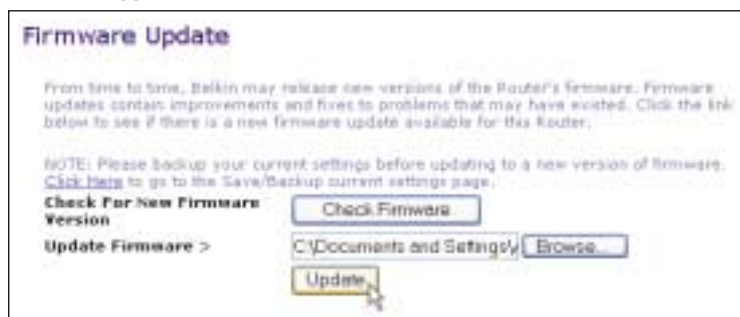 Firmware Update
From time to time, Belkin may release new versions of the Router's firmware. Firmware
updates contain improvements and fixes to problems that may have existed. Click the link
below to see if there is a new firmware update available for this Router.
NOTE: Please backup your current settings before updating to a new version of firmware.
Click Here to go to the Save/Backup current settings page.
Check For New Firmware
Version
Check Firmware
Update Firmware >
C:\Documents and Settings\
Browse...
Update